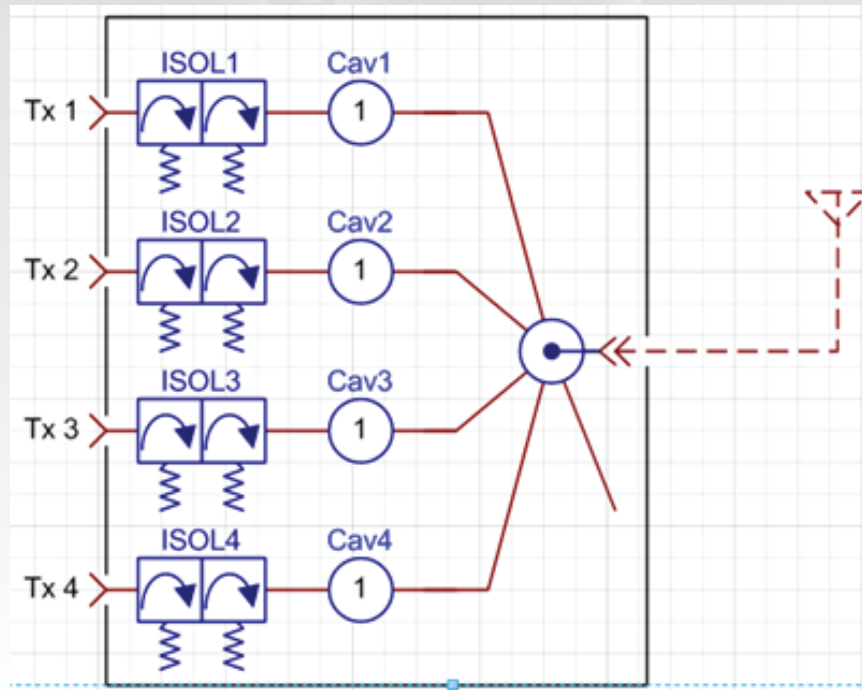 ISOL1 Cav1
Tx 1 1
ISOL2 Cav2
Tx 2 1
ISOL3 Cav3
Tx 3 1
ISOL4 Cav4
Tx 4 1